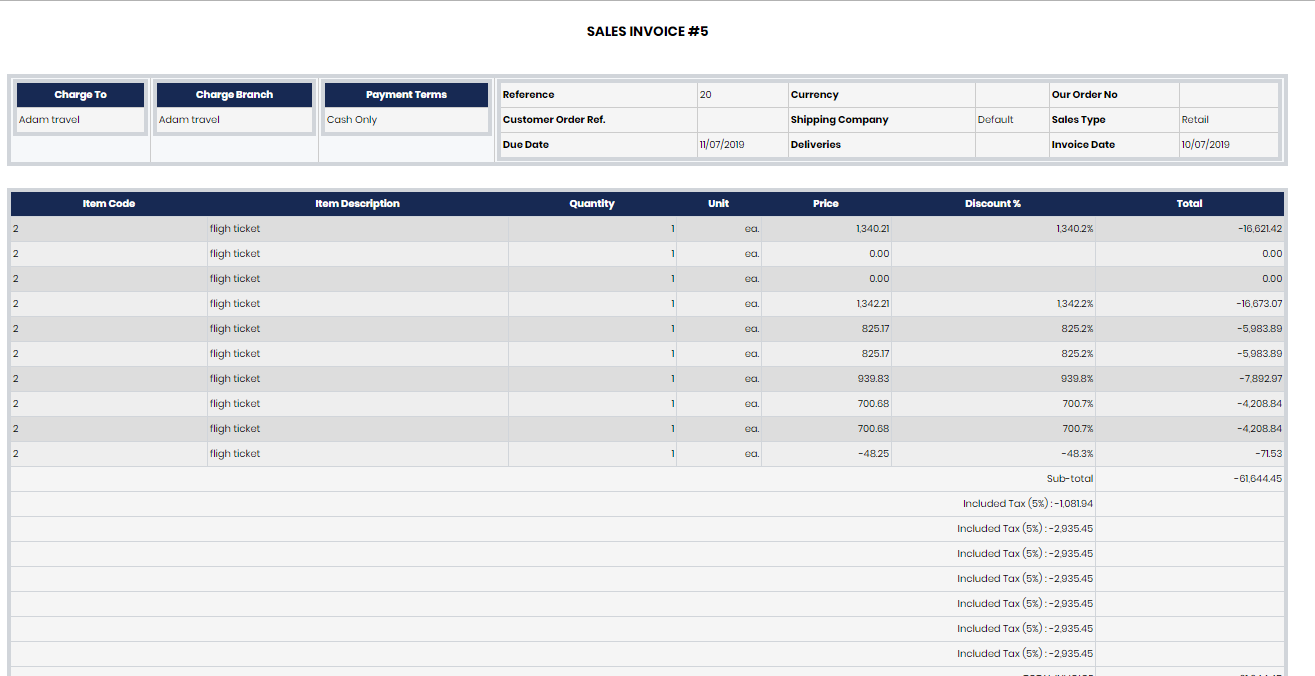 SALES INVOICE #5
Charge To Charge Branch Payment Terms Reference 20 Currency Our Order No
Adam travel Adam travel Cash Only Customer Order Ref. Shipping Company Default Sales Type Retail
Due Date 11/07/2019 Deliveries Invoice Date 10/07/2019
Item Code Item Description Quantity Unit Price Discount % Total
2 fligh ticket 1 ea. 1,340.21 1,340.2% -16,621.42
2 fligh ticket 1 ea. 0.00 0.00
2 fligh ticket 1 ea. 0.00 0.00
2 fligh ticket 1 ea. 1,342.21 1,342.2% -16,673.07
2 fligh ticket 1 ea. 825.17 825.2% -5,983.89
2 fligh ticket 1 ea. 825.17 825.2% -5,983.89
2 fligh ticket 1 ea. 939.83 939.8% -7,892.97
2 fligh ticket 1 ea. 700.68 700.7% -4,208.84
2 fligh ticket 1 ea. 700.68 700.7% -4,208.84
2 fligh ticket 1 ea. -48.25 -48.3% -71.53
Sub-total -61,644.45
Included Tax (5%) : -1,081.94
Included Tax (5%) : -2,935.45
Included Tax (5%) : -2,935.45
Included Tax (5%) : -2,935.45
Included Tax (5%) : -2,935.45
Included Tax (5%) : -2,935.45
Included Tax (5%) : -2,935.45